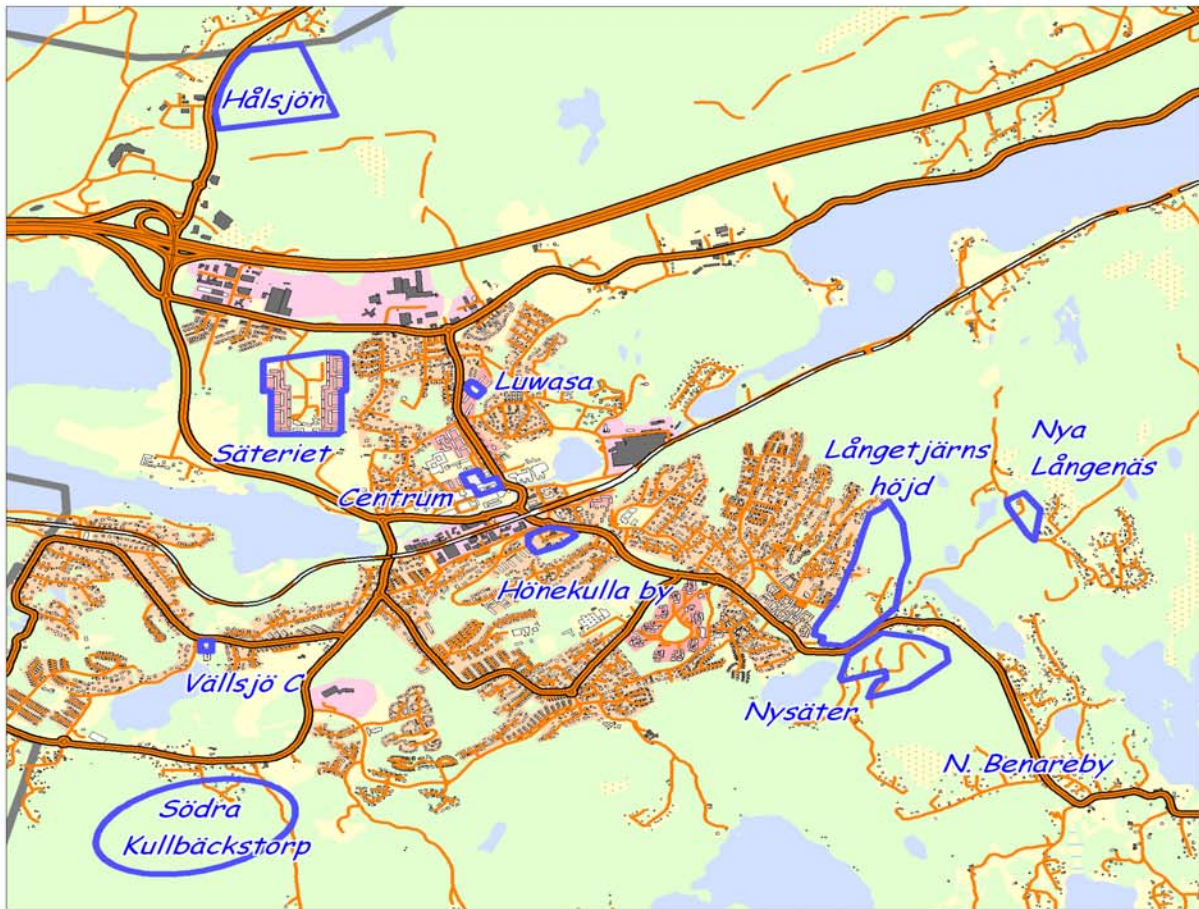 Hålsjön
Luwasa
Säteriet
Centrum
Långetjärns
höjd
Nya
Långenäs
Hönekulla by
Vällsjö C
Nysäter
N. Benareby
Södra
Kullbäckstorp